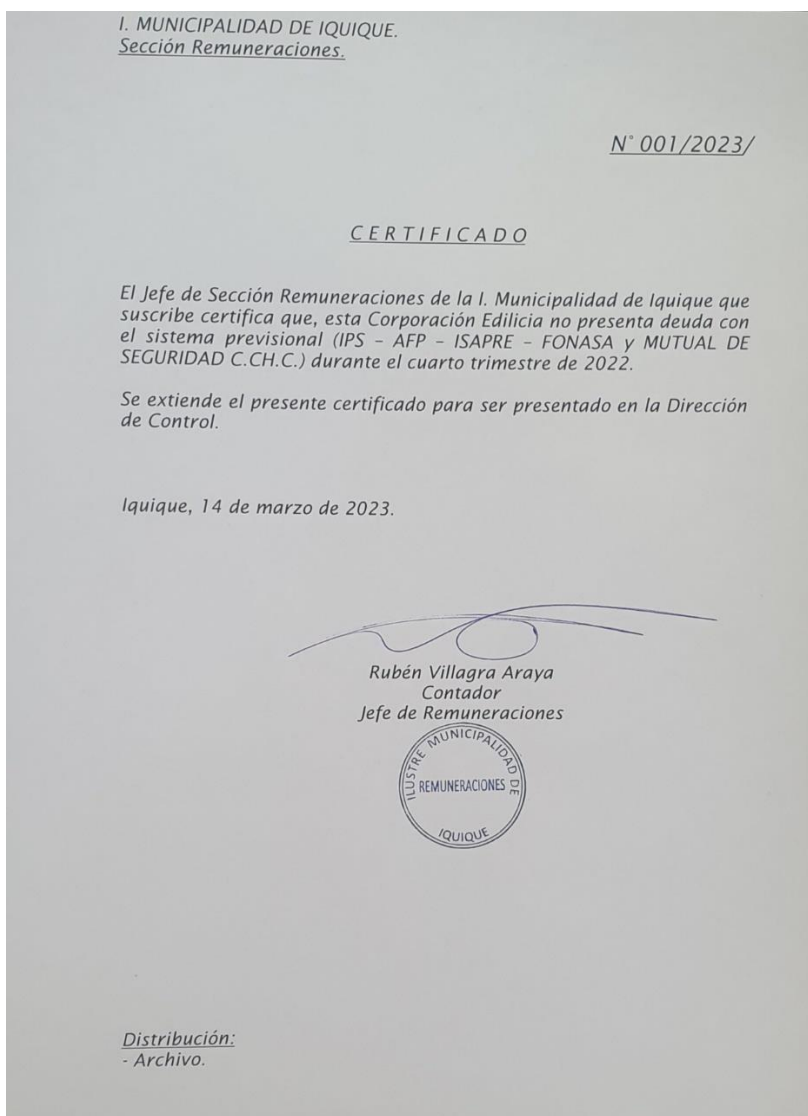 I. MUNICIPALIDAD DE IQUIQUE.
Sección Remuneraciones.
N° 001/2023/
C E R T I F I C A D O
El Jefe de Sección Remuneraciones de la I. Municipalidad de Iquique que
suscribe certifica que, esta Corporación Edilicia no presenta deuda con
el sistema previsional (IPS – AFP – ISAPRE – FONASA y MUTUAL DE
SEGURIDAD C.CH.C.) durante el cuarto trimestre de 2022.
Se extiende el presente certificado para ser presentado en la Dirección
de Control.
Iquique, 14 de marzo de 2023.
Rubén Villagra Araya
Contador
Jefe de Remuneraciones
ILUSTRE MUNICIPALIDAD DE
REMUNERACIONES
IQUIQUE
Distribución:
- Archivo.